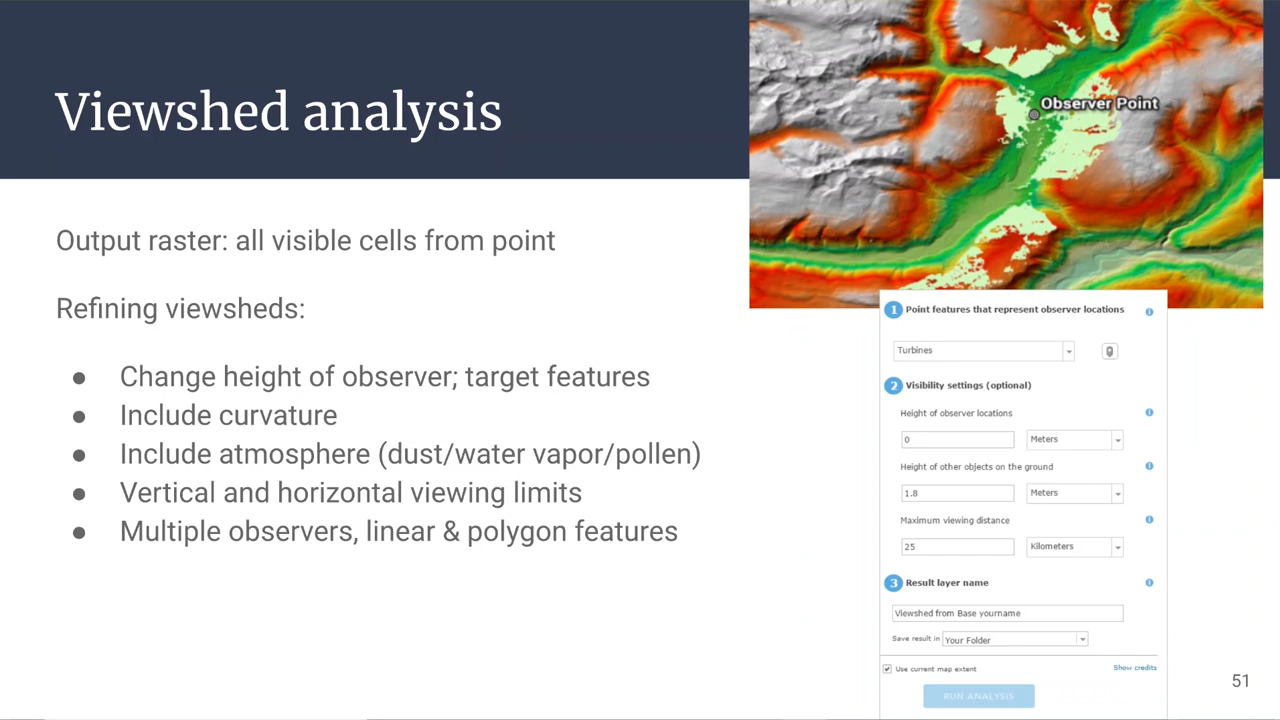 Viewshed analysis
Observer Point
Output raster: all visible cells from point
Refining viewsheds:
● Change height of observer; target features
● Include curvature
● Include atmosphere (dust/water vapor/pollen)
● Vertical and horizontal viewing limits
● Multiple observers, linear & polygon features
1 Point features that represent observer locations
Turbines
2 Visibility settings (optional)
Height of observer locations
0 Meters
Height of other objects on the ground
1.8 Meters
Maximum viewing distance
25 Kilometers
3 Result layer name
Viewshed from Base yourname
Save result in Your Folder
Use current map extent Show credits
RUN ANALYSIS
51